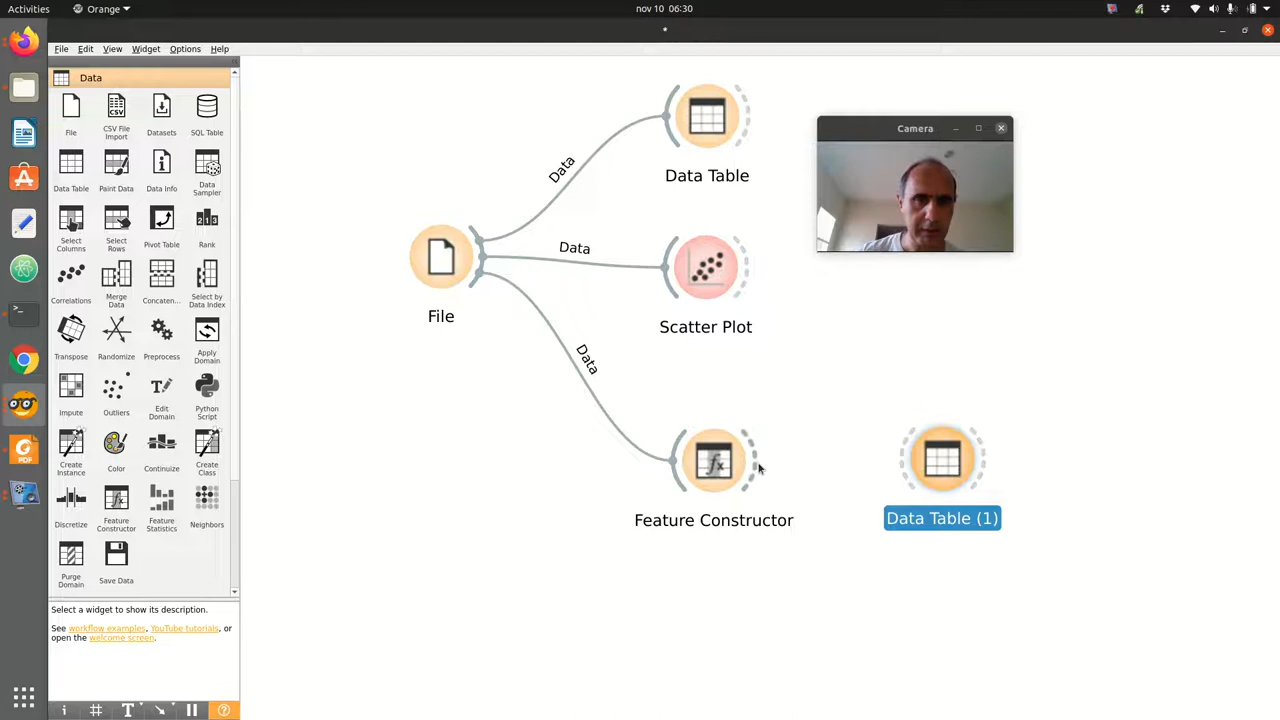 Activities
Orange
nov 10 06:30
*
File Edit View Widget Options Help
Data
File
CSV File
Import
Datasets
SQL Table
Data Table
Paint Data
Data Info
Data
Sampler
Select
Columns
Select
Rows
Pivot Table
Rank
Correlations
Merge
Data
Concaten...
Select by
Data Index
Transpose
Randomize
Preprocess
Apply
Domain
Impute
Outliers
Edit
Domain
Python
Script
Create
Instance
Color
Continuize
Create
Class
Discretize
Feature
Constructor
Feature
Statistics
Neighbors
Purge
Domain
Save Data
Select a widget to show its description.
See workflow examples, YouTube tutorials, or
open the welcome screen.
File
Data
Data
Data
Data Table
Scatter Plot
Feature Constructor
Data Table (1)
Camera